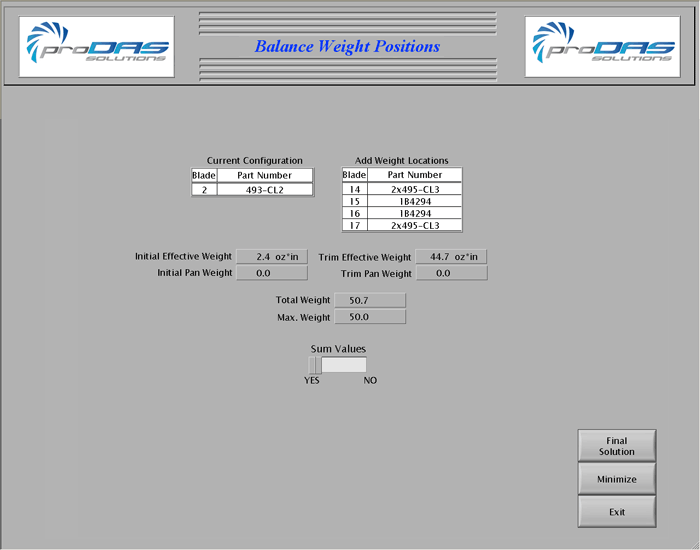 proDAS
SOLUTIONS
Balance Weight Positions
proDAS
SOLUTIONS
Current Configuration
Blade Part Number
2 493-CL2
Add Weight Locations
Blade Part Number
14 2x495-CL3
15 1B4294
16 1B4294
17 2x495-CL3
Initial Effective Weight 2.4 oz*in Trim Effective Weight 44.7 oz*in
Initial Pan Weight 0.0 Trim Pan Weight 0.0
Total Weight 50.7
Max. Weight 50.0
Sum Values
YES NO
Final
Solution
Minimize
Exit